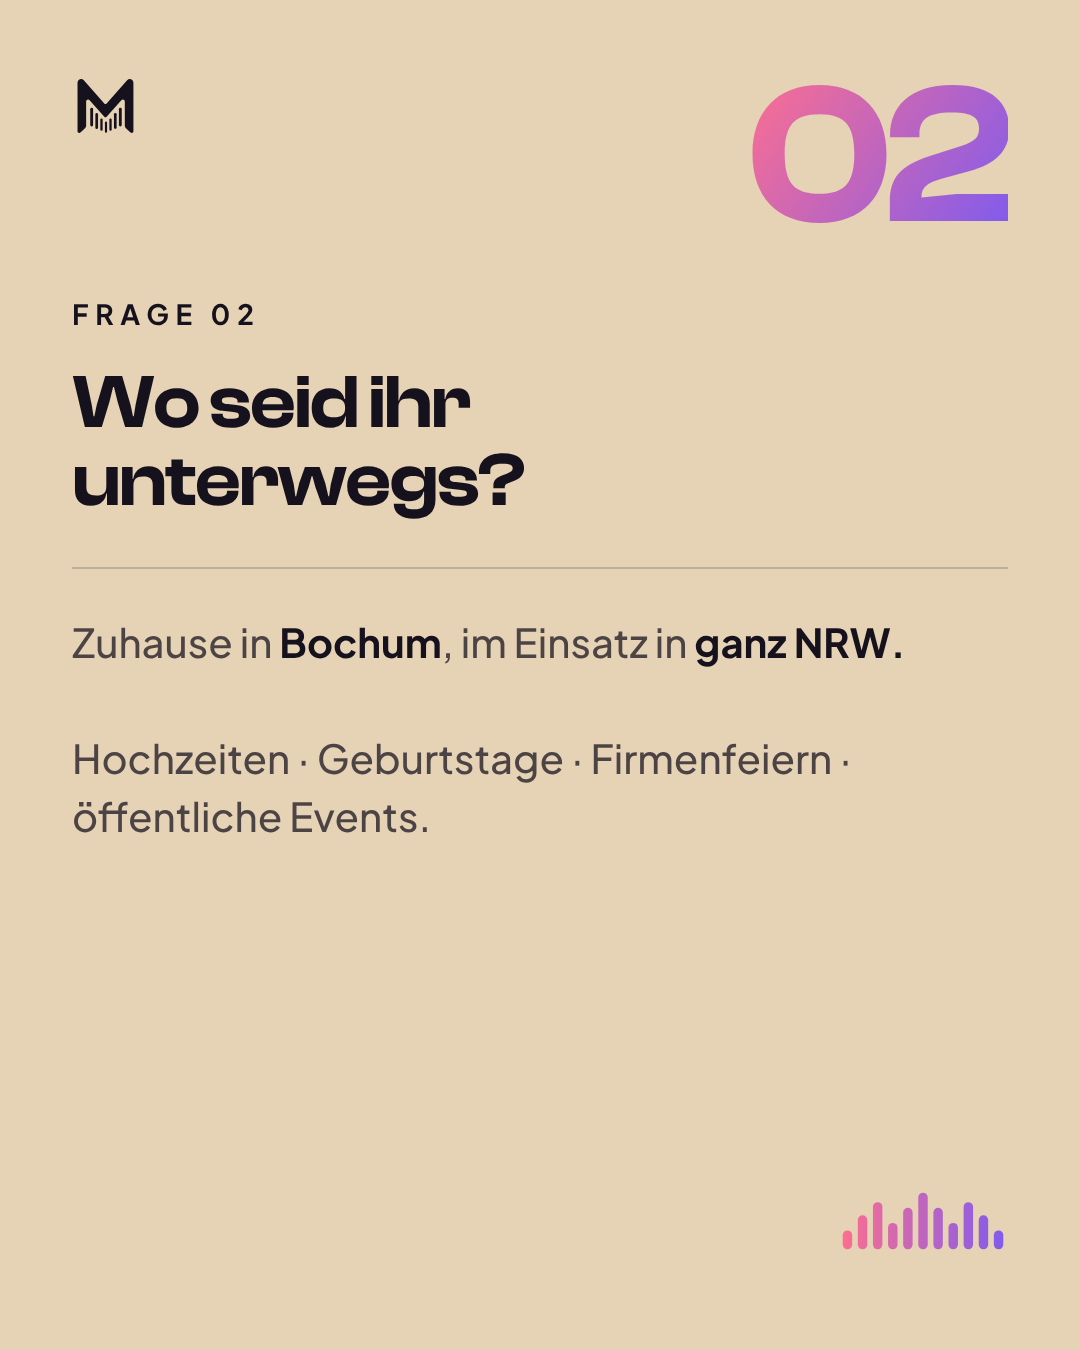 02
FRAGE 02
Wo seid ihr
unterwegs?
Zuhause in Bochum, im Einsatz in ganz NRW.
Hochzeiten · Geburtstage · Firmenfeiern ·
öffentliche Events.